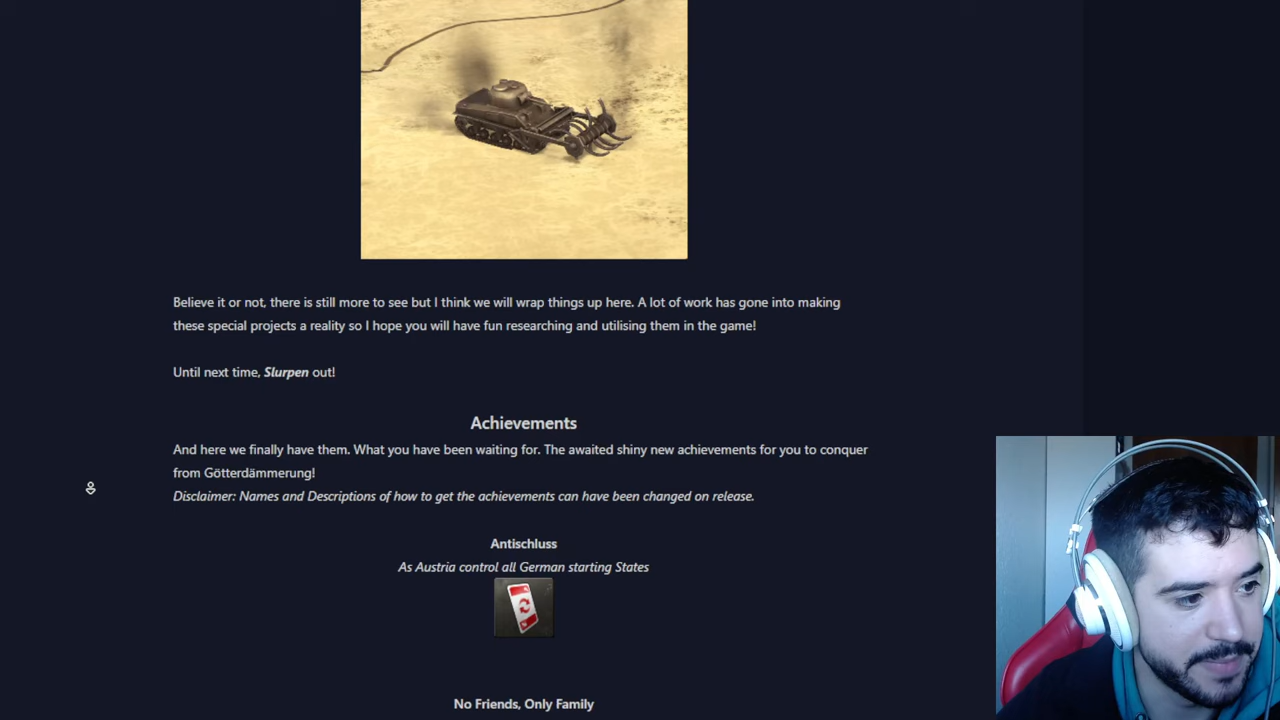 Believe it or not, there is still more to see but I think we will wrap things up here. A lot of work has gone into making
these special projects a reality so I hope you will have fun researching and utilising them in the game!
Until next time, Slurpen out!
Achievements
And here we finally have them. What you have been waiting for. The awaited shiny new achievements for you to conquer
from Götterdämmerung!
Disclaimer: Names and Descriptions of how to get the achievements can have been changed on release.
Antischluss
As Austria control all German starting States
No Friends, Only Family